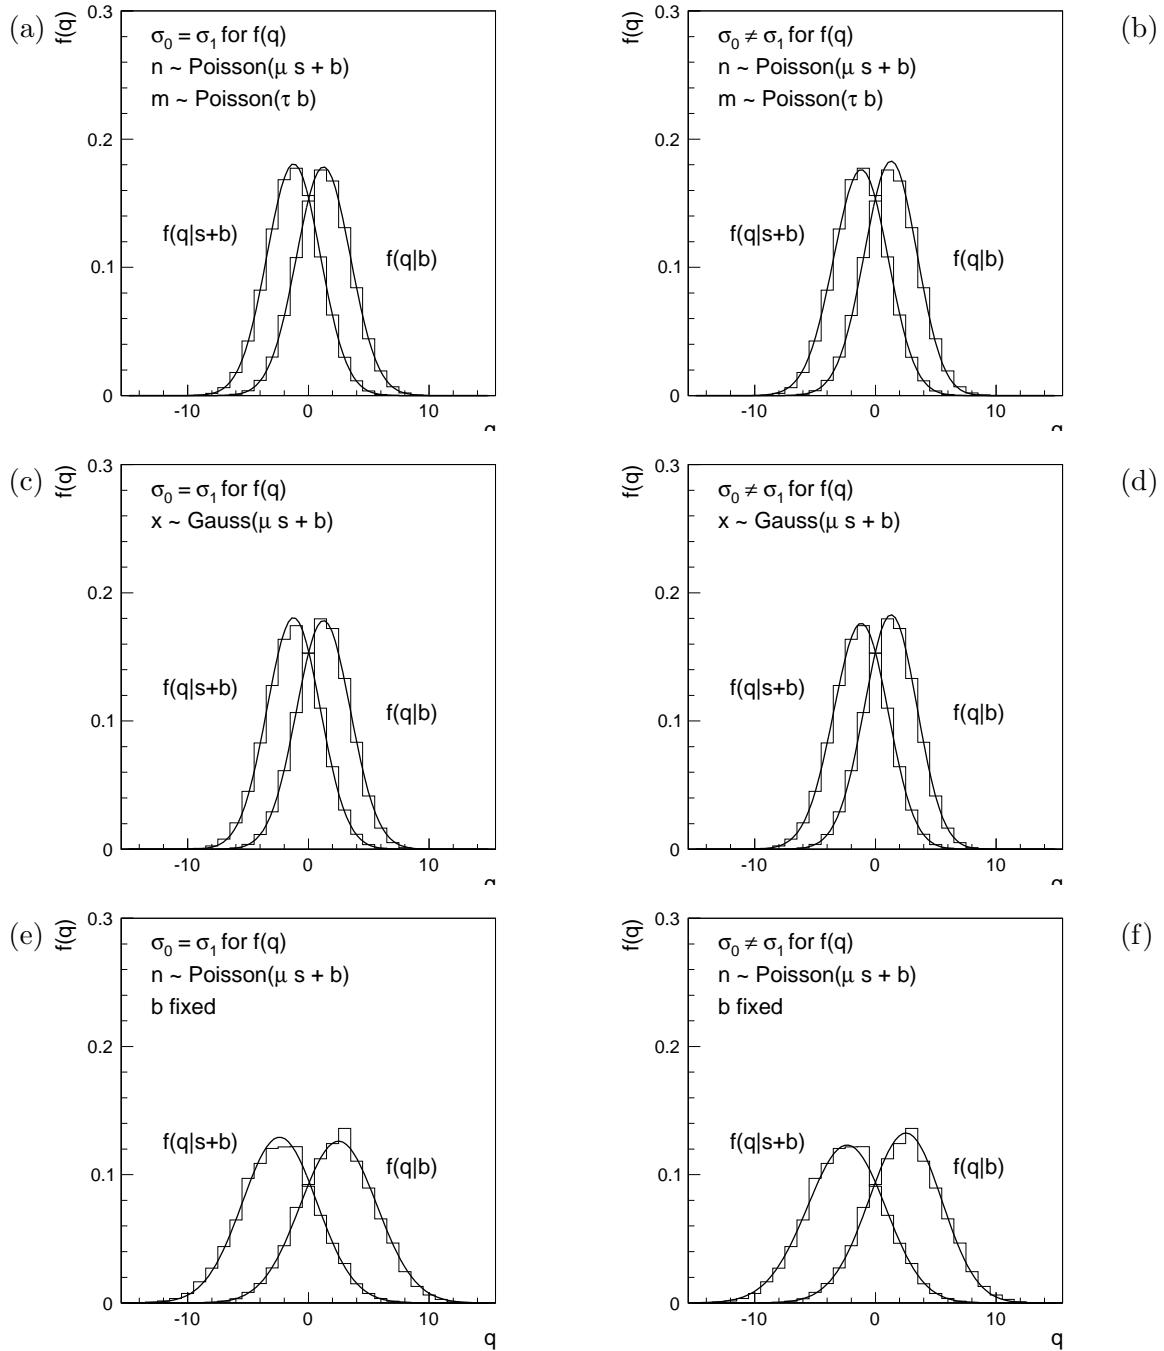 (a)
f(q)
0.3
0.2
0.1
0
σ0 = σ1 for f(q)
n ~ Poisson(μ s + b)
m ~ Poisson(τ b)
f(q|s+b)
f(q|b)
-10 0 10
q
(b)
f(q)
0.3
0.2
0.1
0
σ0 ≠ σ1 for f(q)
n ~ Poisson(μ s + b)
m ~ Poisson(τ b)
f(q|s+b)
f(q|b)
-10 0 10
q
(c)
f(q)
0.3
0.2
0.1
0
σ0 = σ1 for f(q)
x ~ Gauss(μ s + b)
f(q|s+b)
f(q|b)
-10 0 10
q
(d)
f(q)
0.3
0.2
0.1
0
σ0 ≠ σ1 for f(q)
x ~ Gauss(μ s + b)
f(q|s+b)
f(q|b)
-10 0 10
q
(e)
f(q)
0.3
0.2
0.1
0
σ0 = σ1 for f(q)
n ~ Poisson(μ s + b)
b fixed
f(q|s+b)
f(q|b)
-10 0 10
q
(f)
f(q)
0.3
0.2
0.1
0
σ0 ≠ σ1 for f(q)
n ~ Poisson(μ s + b)
b fixed
f(q|s+b)
f(q|b)
-10 0 10
q